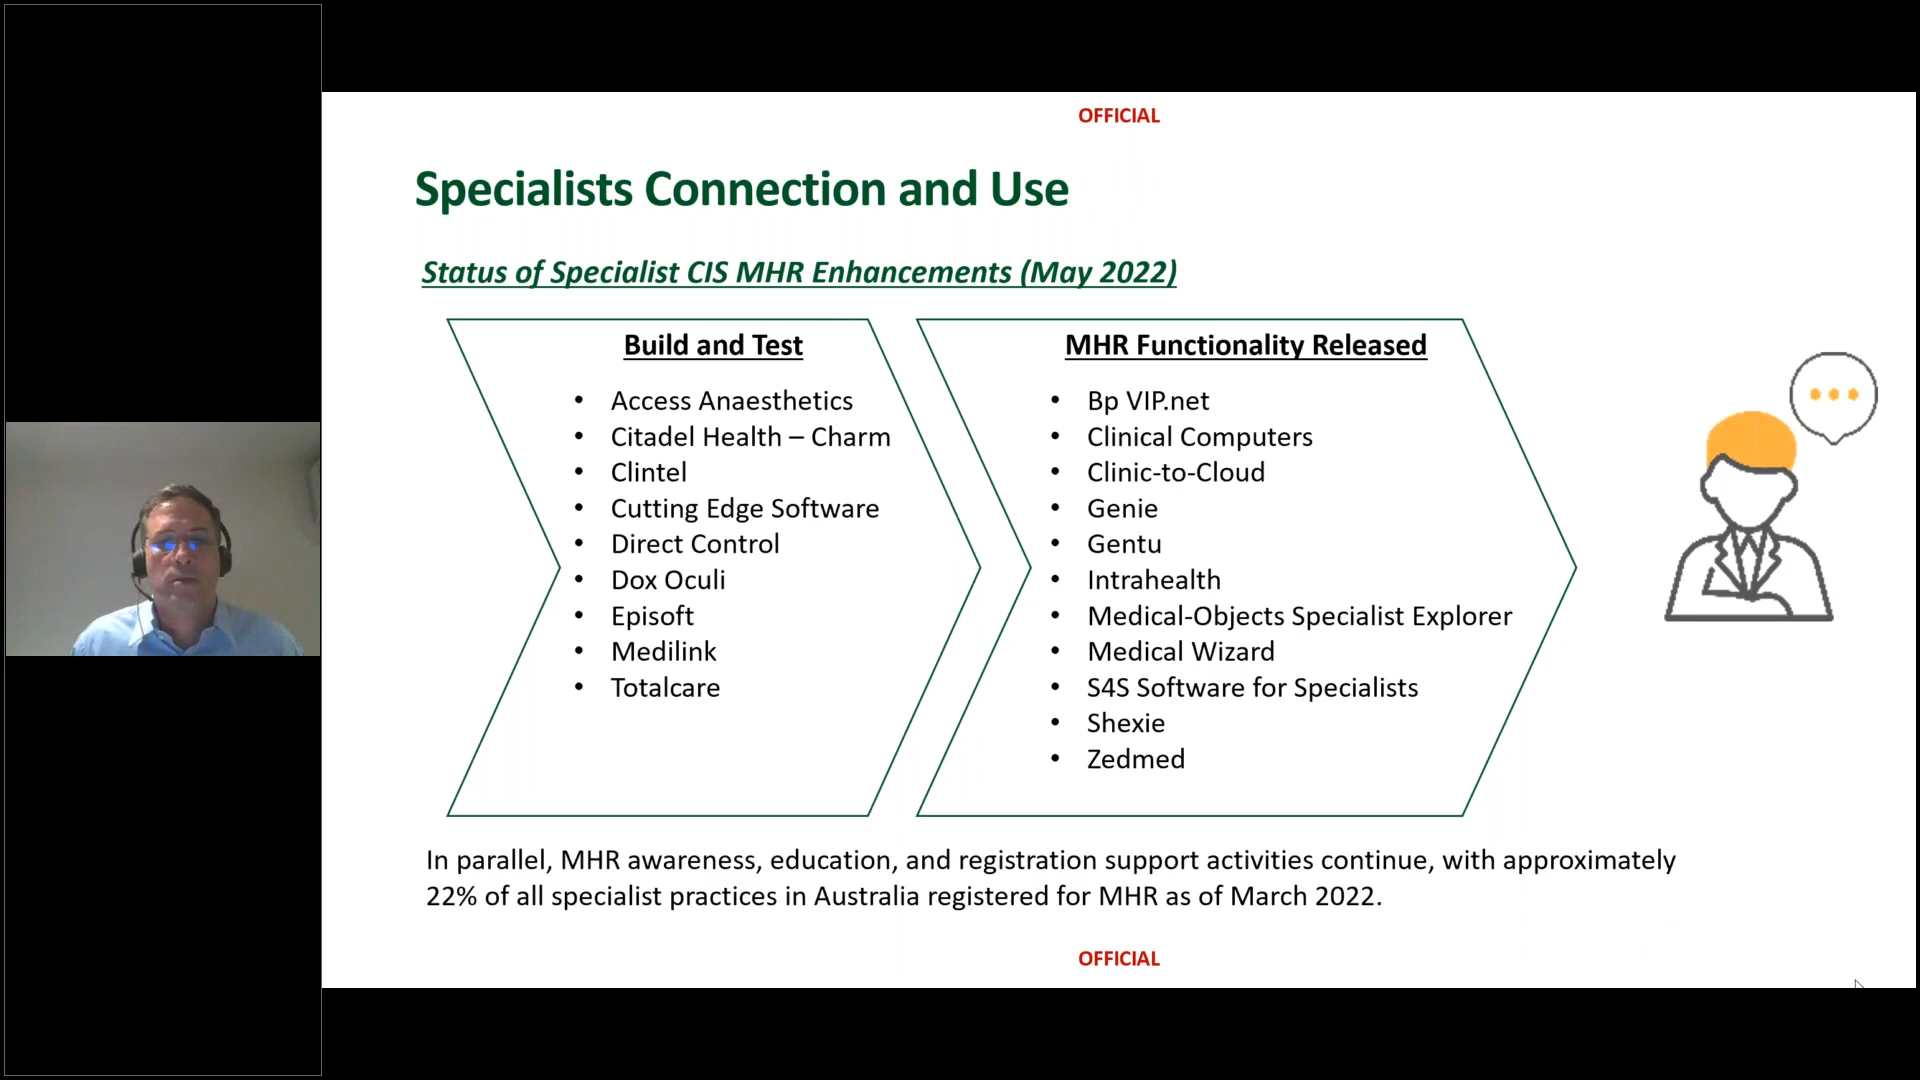 OFFICIAL
Specialists Connection and Use
Status of Specialist CIS MHR Enhancements (May 2022)
Build and Test
• Access Anaesthetics
• Citadel Health – Charm
• Clintel
• Cutting Edge Software
• Direct Control
• Dox Oculi
• Episoft
• Medilink
• Totalcare
MHR Functionality Released
• Bp VIP.net
• Clinical Computers
• Clinic-to-Cloud
• Genie
• Gentu
• Intrahealth
• Medical-Objects Specialist Explorer
• Medical Wizard
• S4S Software for Specialists
• Shexie
• Zedmed
In parallel, MHR awareness, education, and registration support activities continue, with approximately
22% of all specialist practices in Australia registered for MHR as of March 2022.
OFFICIAL